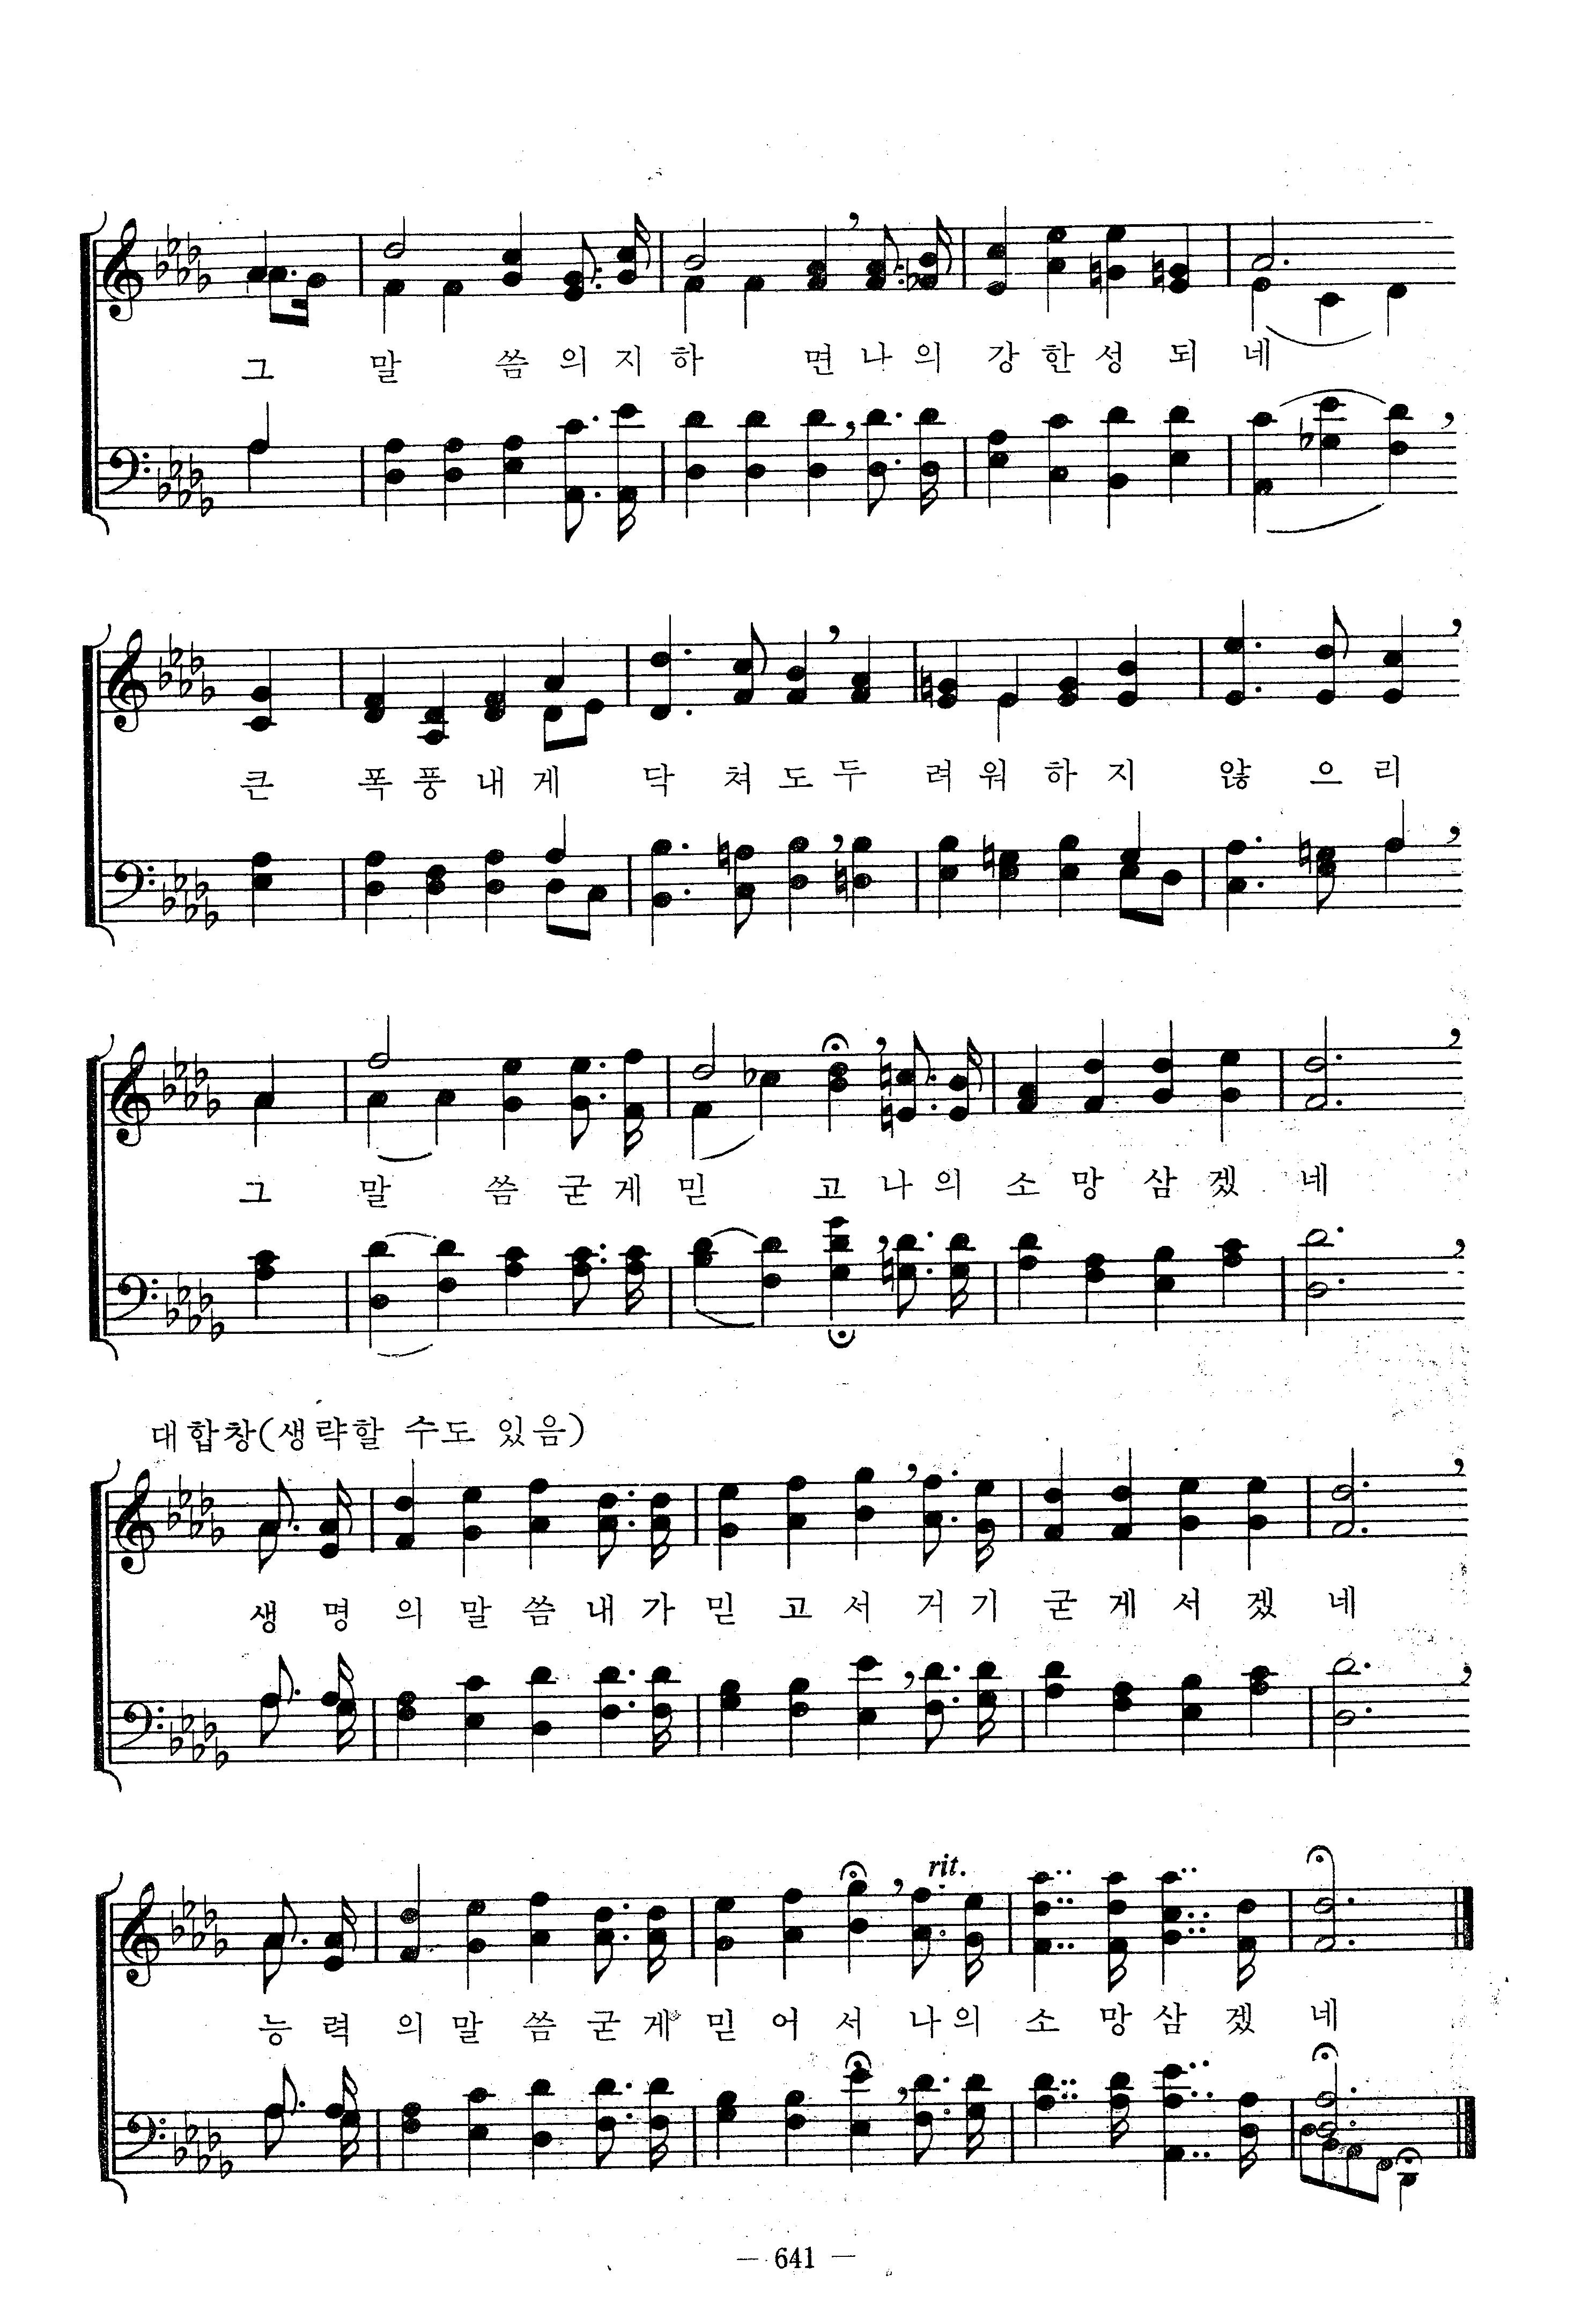 그 말 씀 의 지 하 면 나 의 강 한 성 되 네
큰 폭 풍 내 게 닥 쳐 도 두 려 워 하 지 않 으 리
그 말 씀 굳 게 믿 고 나 의 소 망 삼 겠 네
대합창(생략할 수도 있음)
생 명 의 말 씀 내 가 믿 고 서 거 기 굳 게 서 겠 네
rit.
능 력 의 말 씀 굳 게 믿 어 서 나 의 소 망 삼 겠 네
— 641 —